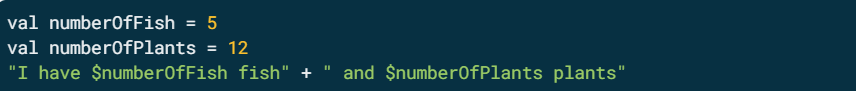 val numberOfFish = 5
val numberOfPlants = 12
"I have $numberOfFish fish" + " and $numberOfPlants plants"